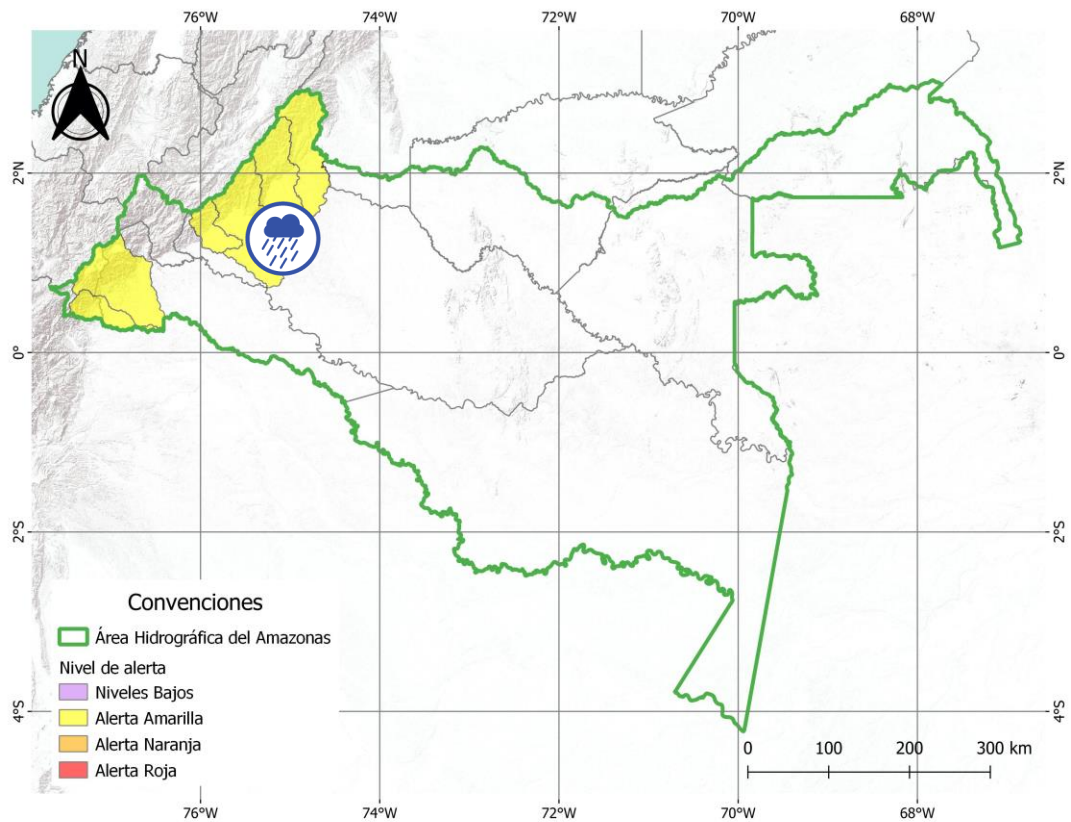 76°W 74°W 72°W 70°W 68°W
N
2°N 2°N
0° 0°
2°S 2°S
4°S 4°S
Convenciones
Área Hidrográfica del Amazonas
Nivel de alerta
Niveles Bajos
Alerta Amarilla
Alerta Naranja
Alerta Roja
0 100 200 300 km
76°W 74°W 72°W 70°W 68°W